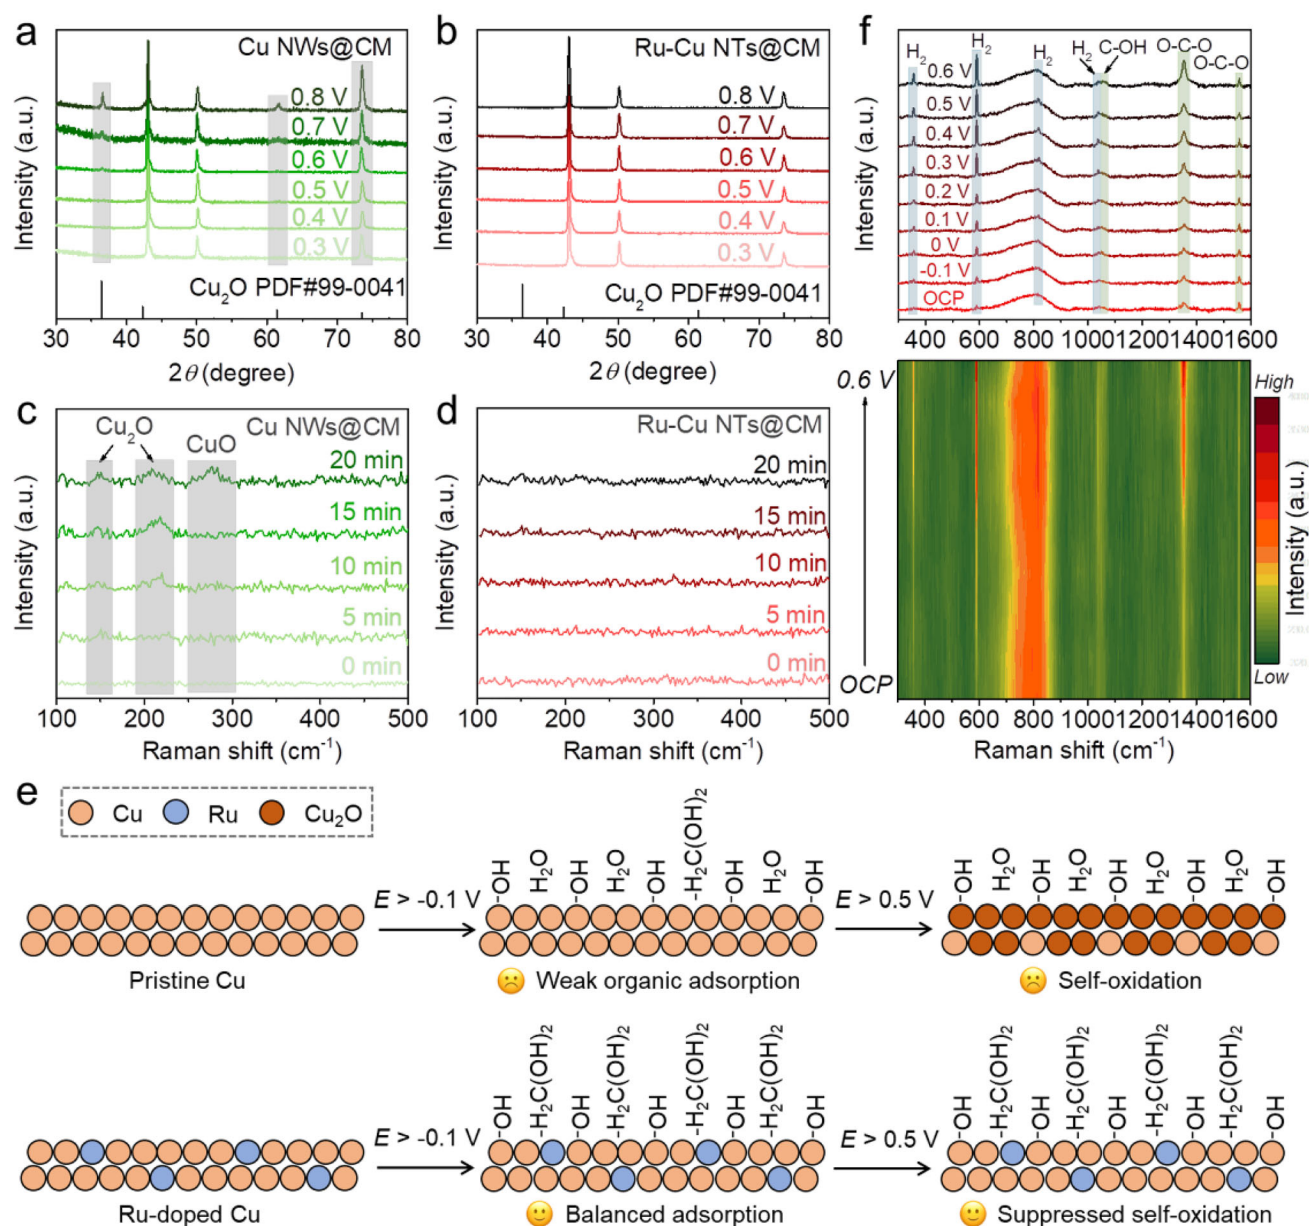 a
Cu NWs@CM
0.8 V
0.7 V
0.6 V
0.5 V
0.4 V
0.3 V
Cu₂O PDF#99-0041
30 40 50 60 70 80
2θ (degree)
Intensity (a.u.)
b
Ru-Cu NTs@CM
0.8 V
0.7 V
0.6 V
0.5 V
0.4 V
0.3 V
Cu₂O PDF#99-0041
30 40 50 60 70 80
2θ (degree)
Intensity (a.u.)
f
H₂ H₂ H₂ H₂ C-OH O-C-O O-C-O
0.6 V
0.5 V
0.4 V
0.3 V
0.2 V
0.1 V
0 V
-0.1 V
OCP
Intensity (a.u.)
400 600 800 1000 1200 1400 1600
0.6 V
OCP
High
Low
Intensity (a.u.)
400 600 800 1000 1200 1400 1600
Raman shift (cm⁻¹)
c
Cu₂O CuO Cu NWs@CM
20 min
15 min
10 min
5 min
0 min
100 200 300 400 500
Raman shift (cm⁻¹)
Intensity (a.u.)
d
Ru-Cu NTs@CM
20 min
15 min
10 min
5 min
0 min
100 200 300 400 500
Raman shift (cm⁻¹)
Intensity (a.u.)
e
Cu Ru Cu₂O
Pristine Cu
E > -0.1 V
-OH H₂O -OH H₂O -OH -H₂C(OH)₂ -OH H₂O -OH
Weak organic adsorption
E > 0.5 V
-OH H₂O -OH H₂O -OH H₂O -OH H₂O -OH
Self-oxidation
Ru-doped Cu
E > -0.1 V
-OH -H₂C(OH)₂ -OH -H₂C(OH)₂ -OH -H₂C(OH)₂ -OH -H₂C(OH)₂ -OH
Balanced adsorption
E > 0.5 V
-OH -H₂C(OH)₂ -OH -H₂C(OH)₂ -OH -H₂C(OH)₂ -OH -H₂C(OH)₂ -OH
Suppressed self-oxidation